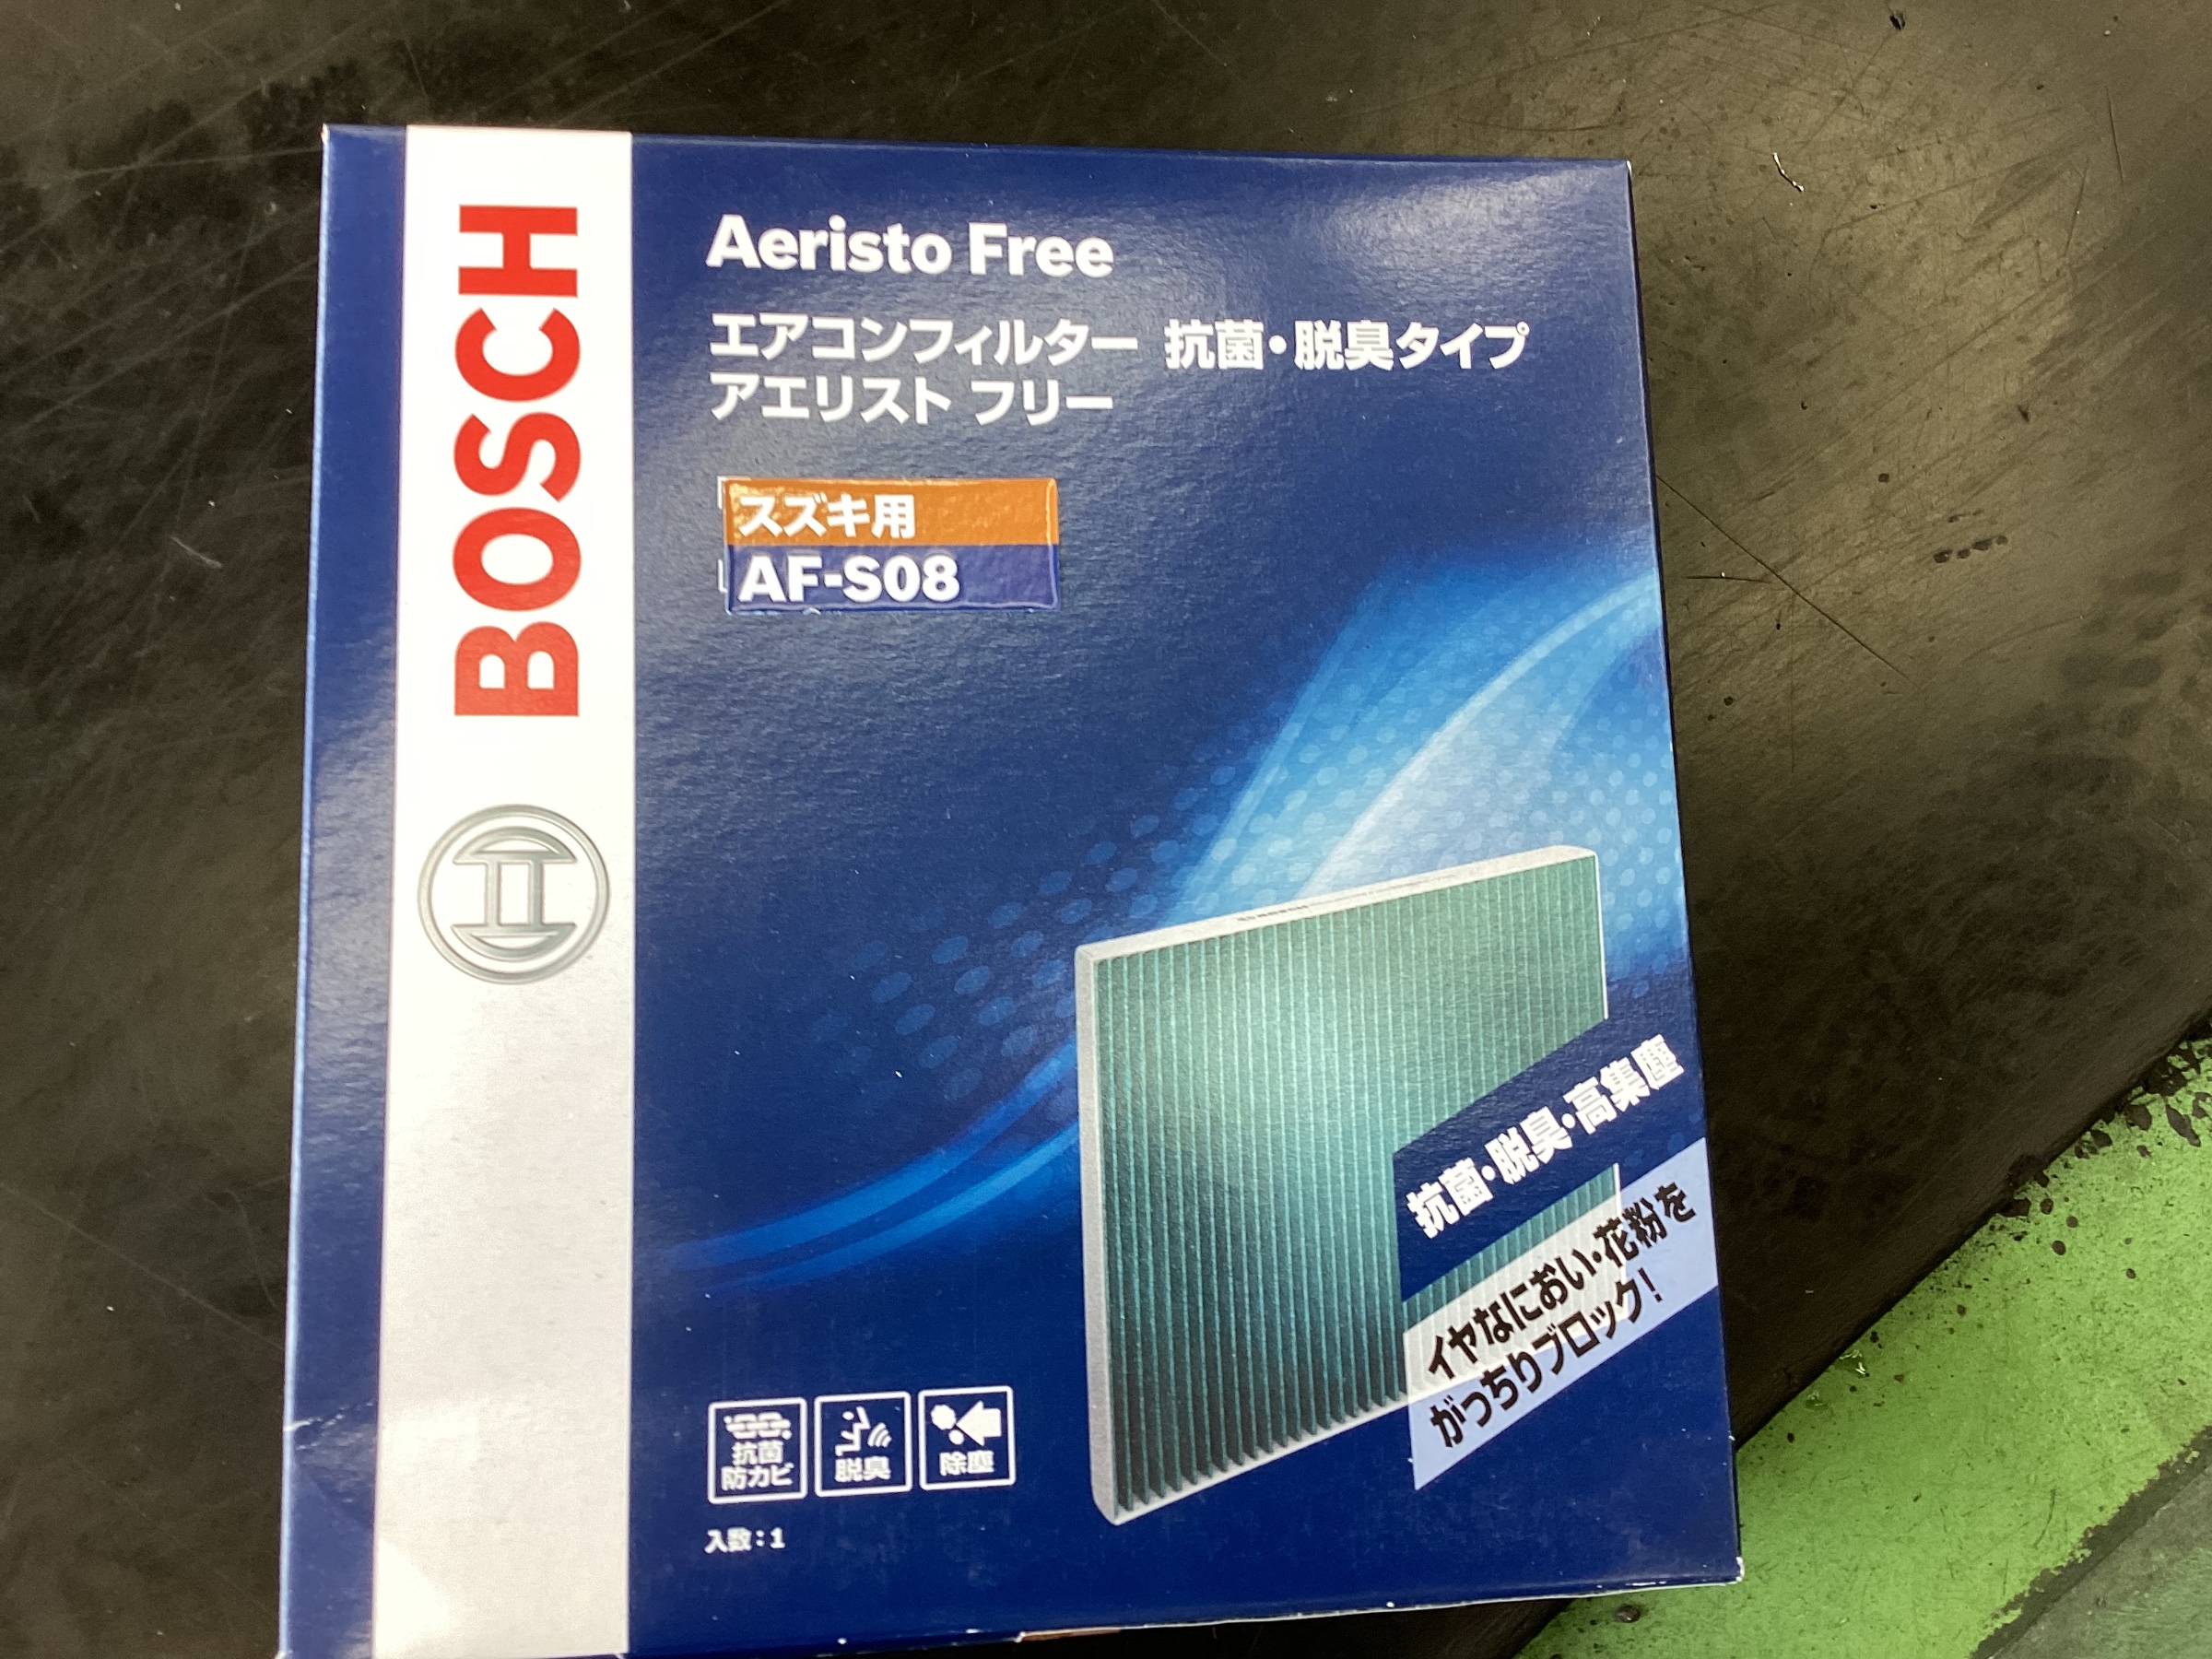 BOSCH
Aeristo Free
エアコンフィルター 抗菌・脱臭タイプ
アエリスト フリー
スズキ用
AF-S08
抗菌・脱臭・高集塵
イヤなにおい・花粉を
がっちりブロック!
抗菌
防カビ
脱臭
除塵
入数:1